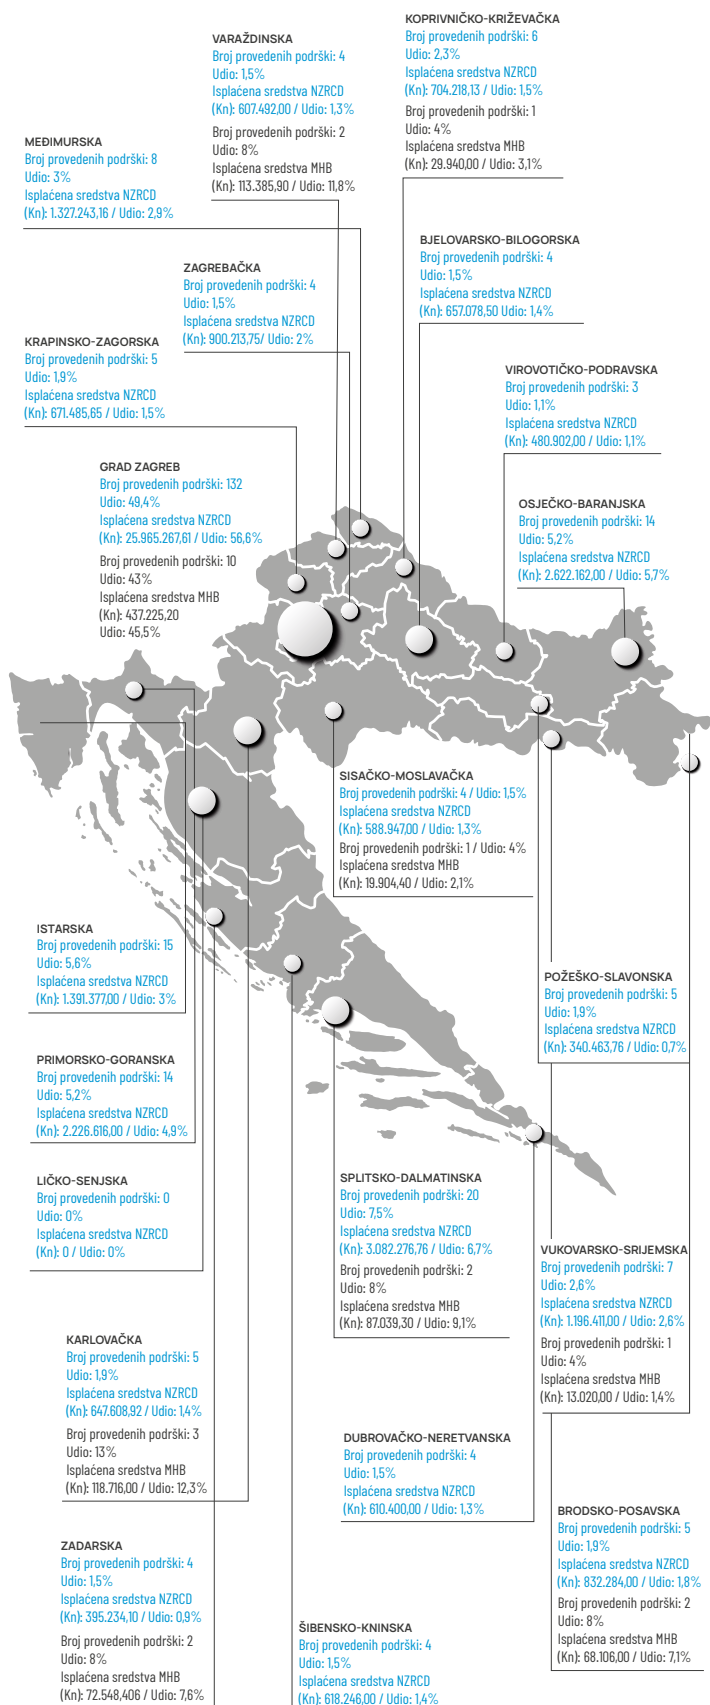 KOPRIVNIČKO-KRIŽEVAČKA
Broj provedenih podrški: 6
Udio: 2,3%
Isplaćena sredstva NZRCD
(Kn): 704.218,13 / Udio: 1,5%
Broj provedenih podrški: 1
Udio: 4%
Isplaćena sredstva MHB
(Kn): 29.940,00 / Udio: 3,1%
VARAŽDINSKA
Broj provedenih podrški: 4
Udio: 1,5%
Isplaćena sredstva NZRCD
(Kn): 607.492,00 / Udio: 1,3%
Broj provedenih podrški: 2
Udio: 8%
Isplaćena sredstva MHB
(Kn): 113.385,90 / Udio: 11,8%
MEĐIMURSKA
Broj provedenih podrški: 8
Udio: 3%
Isplaćena sredstva NZRCD
(Kn): 1.327.243,16 / Udio: 2,9%
BJELOVARSKO-BILOGORSKA
Broj provedenih podrški: 4
Udio: 1,5%
Isplaćena sredstva NZRCD
(Kn): 657.078,50 Udio: 1,4%
ZAGREBAČKA
Broj provedenih podrški: 4
Udio: 1,5%
Isplaćena sredstva NZRCD
(Kn): 900.213,75/ Udio: 2%
KRAPINSKO-ZAGORSKA
Broj provedenih podrški: 5
Udio: 1,9%
Isplaćena sredstva NZRCD
(Kn): 671.485,65 / Udio: 1,5%
VIROVOTIČKO-PODRAVSKA
Broj provedenih podrški: 3
Udio: 1,1%
Isplaćena sredstva NZRCD
(Kn): 480.902,00 / Udio: 1,1%
GRAD ZAGREB
Broj provedenih podrški: 132
Udio: 49,4%
Isplaćena sredstva NZRCD
(Kn): 25.965.267,61 / Udio: 56,6%
Broj provedenih podrški: 10
Udio: 43%
Isplaćena sredstva MHB
(Kn): 437.225,20
Udio: 45,5%
OSJEČKO-BARANJSKA
Broj provedenih podrški: 14
Udio: 5,2%
Isplaćena sredstva NZRCD
(Kn): 2.622.162,00 / Udio: 5,7%
SISAČKO-MOSLAVAČKA
Broj provedenih podrški: 4 / Udio: 1,5%
Isplaćena sredstva NZRCD
(Kn): 588.947,00 / Udio: 1,3%
Broj provedenih podrški: 1 / Udio: 4%
Isplaćena sredstva MHB
(Kn): 19.904,40 / Udio: 2,1%
ISTARSKA
Broj provedenih podrški: 15
Udio: 5,6%
Isplaćena sredstva NZRCD
(Kn): 1.391.377,00 / Udio: 3%
POŽEŠKO-SLAVONSKA
Broj provedenih podrški: 5
Udio: 1,9%
Isplaćena sredstva NZRCD
(Kn): 340.463,76 / Udio: 0,7%
PRIMORSKO-GORANSKA
Broj provedenih podrški: 14
Udio: 5,2%
Isplaćena sredstva NZRCD
(Kn): 2.226.616,00 / Udio: 4,9%
LIČKO-SENJSKA
Broj provedenih podrški: 0
Udio: 0%
Isplaćena sredstva NZRCD
(Kn): 0 / Udio: 0%
SPLITSKO-DALMATINSKA
Broj provedenih podrški: 20
Udio: 7,5%
Isplaćena sredstva NZRCD
(Kn): 3.082.276,76 / Udio: 6,7%
Broj provedenih podrški: 2
Udio: 8%
Isplaćena sredstva MHB
(Kn): 87.039,30 / Udio: 9,1%
VUKOVARSKO-SRIJEMSKA
Broj provedenih podrški: 7
Udio: 2,6%
Isplaćena sredstva NZRCD
(Kn): 1.196.411,00 / Udio: 2,6%
Broj provedenih podrški: 1
Udio: 4%
Isplaćena sredstva MHB
(Kn): 13.020,00 / Udio: 1,4%
KARLOVAČKA
Broj provedenih podrški: 5
Udio: 1,9%
Isplaćena sredstva NZRCD
(Kn): 647.608,92 / Udio: 1,4%
Broj provedenih podrški: 3
Udio: 13%
Isplaćena sredstva MHB
(Kn): 118.716,00 / Udio: 12,3%
DUBROVAČKO-NERETVANSKA
Broj provedenih podrški: 4
Udio: 1,5%
Isplaćena sredstva NZRCD
(Kn): 610.400,00 / Udio: 1,3%
BRODSKO-POSAVSKA
Broj provedenih podrški: 5
Udio: 1,9%
Isplaćena sredstva NZRCD
(Kn): 832.284,00 / Udio: 1,8%
Broj provedenih podrški: 2
Udio: 8%
Isplaćena sredstva MHB
(Kn): 68.106,00 / Udio: 7,1%
ZADARSKA
Broj provedenih podrški: 4
Udio: 1,5%
Isplaćena sredstva NZRCD
(Kn): 395.234,10 / Udio: 0,9%
Broj provedenih podrški: 2
Udio: 8%
Isplaćena sredstva MHB
(Kn): 72.548,406 / Udio: 7,6%
ŠIBENSKO-KNINSKA
Broj provedenih podrški: 4
Udio: 1,5%
Isplaćena sredstva NZRCD
(Kn): 618.246,00 / Udio: 1,4%